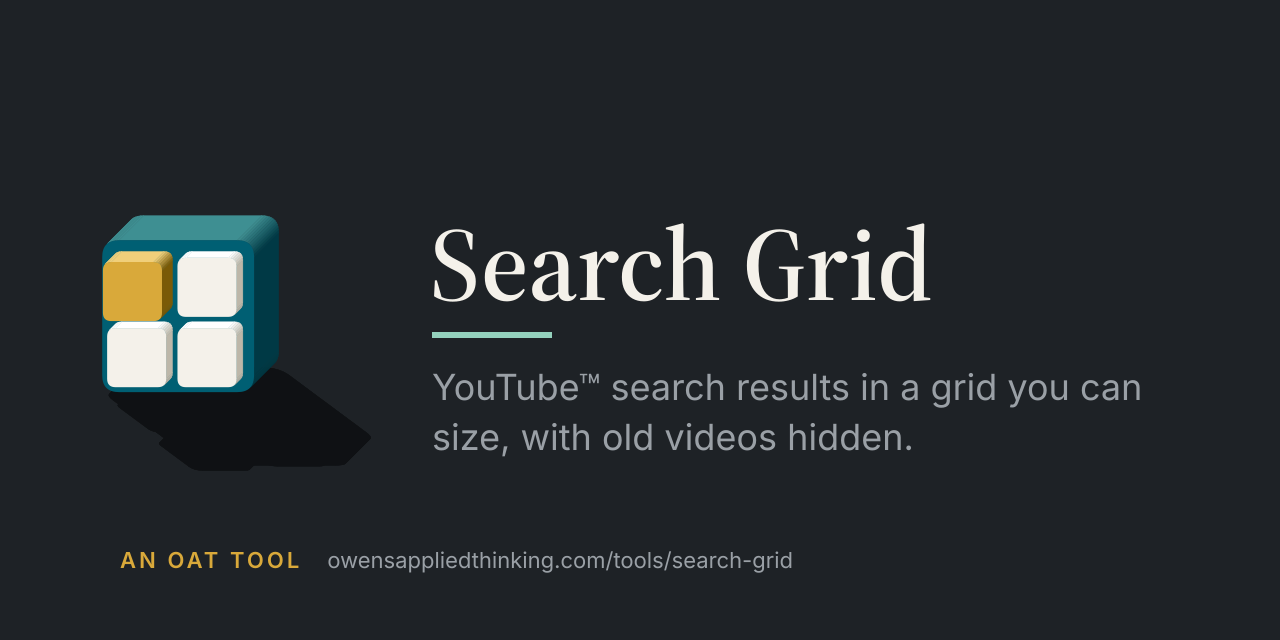 Search Grid
YouTube™ search results in a grid you can
size, with old videos hidden.
AN OAT TOOL owensappliedthinking.com/tools/search-grid